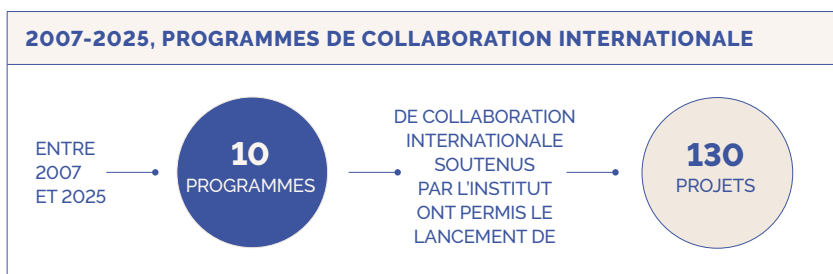 2007-2025, PROGRAMMES DE COLLABORATION INTERNATIONALE
ENTRE
2007
ET 2025
10
PROGRAMMES
DE COLLABORATION
INTERNATIONALE
SOUTENUS
PAR L'INSTITUT
ONT PERMIS LE
LANCEMENT DE
130
PROJETS